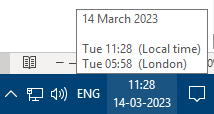 14 March 2023
Tue 11:28 (Local time)
Tue 05:58 (London)
ENG
11:28
14-03-2023